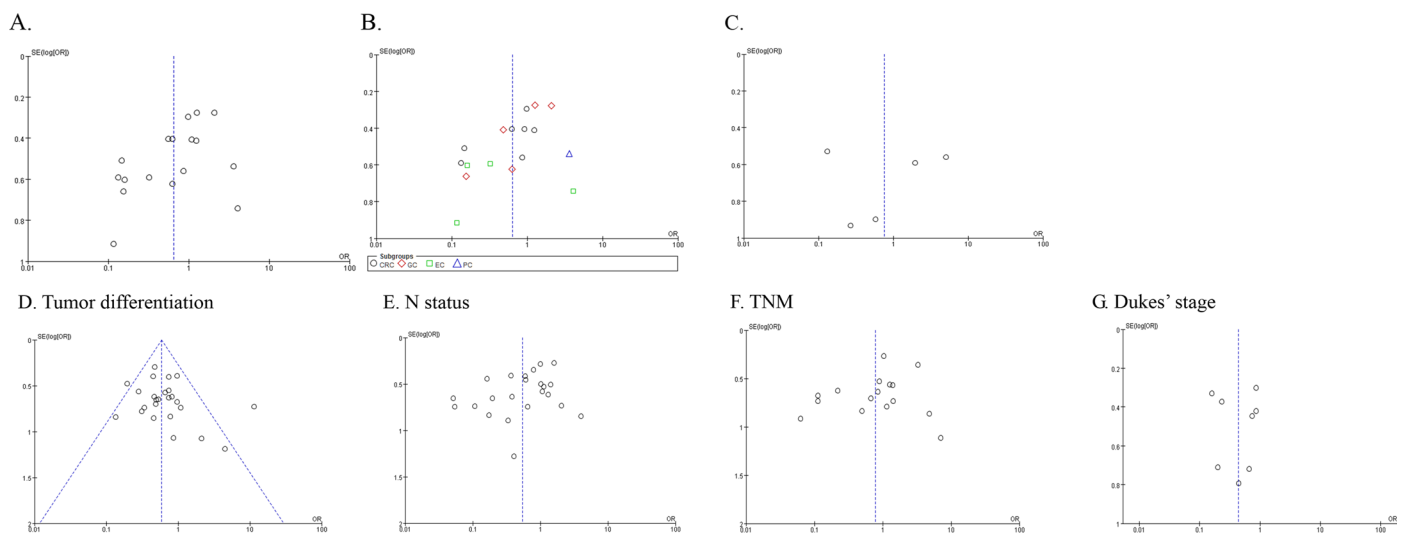 A.
SE(log[OR])
0
0.2
0.4
0.6
0.8
1
OR
0.01 0.1 1 10 100
B.
SE(log[OR])
0
0.2
0.4
0.6
0.8
1
OR
0.01 0.1 1 10 100
Subgroups
CRC GC EC PC
C.
SE(log[OR])
0
0.2
0.4
0.6
0.8
1
OR
0.01 0.1 1 10 100
D. Tumor differentiation
SE(log[OR])
0
0.5
1
1.5
2
OR
0.01 0.1 1 10 100
E. N status
SE(log[OR])
0
0.5
1
1.5
2
OR
0.01 0.1 1 10 100
F. TNM
SE(log[OR])
0
0.5
1
1.5
2
OR
0.01 0.1 1 10 100
G. Dukes’ stage
SE(log[OR])
0
0.2
0.4
0.6
0.8
1
OR
0.01 0.1 1 10 100